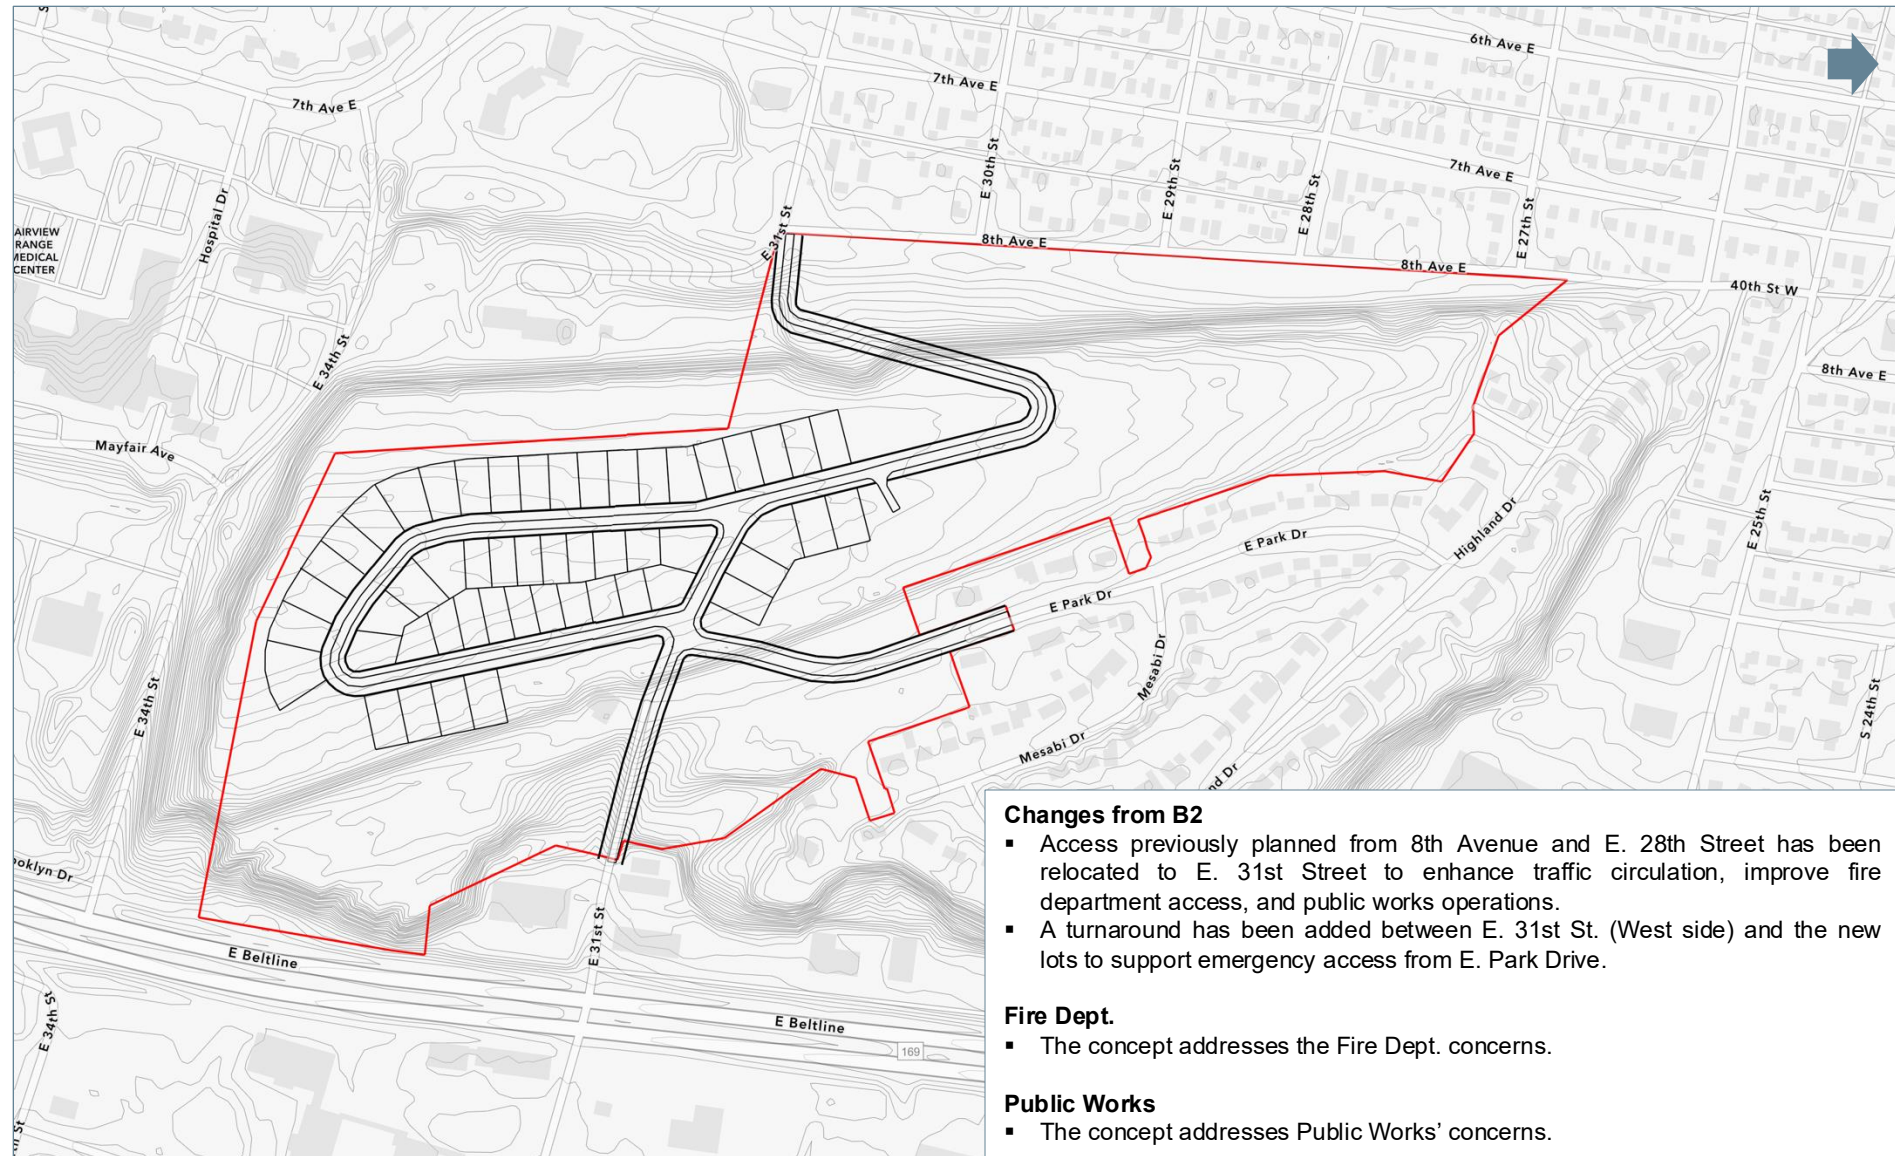 6th Ave E
7th Ave E
7th Ave E
7th Ave E
E 30th St
E 29th St
E 28th St
E 27th St
Hospital Dr
AIRVIEW
RANGE
MEDICAL
CENTER
E 31st St
8th Ave E
8th Ave E
40th St W
E 34th St
8th Ave E
Mayfair Ave
E 25th St
Highland Dr
E Park Dr
E Park Dr
Mesabi Dr
E 34th St
S 24th St
Mesabi Dr
nd Dr
ooklyn Dr
E 31st St
E Beltline
E Beltline
E 34th St
169
Changes from B2
▪ Access previously planned from 8th Avenue and E. 28th Street has been
relocated to E. 31st Street to enhance traffic circulation, improve fire
department access, and public works operations.
▪ A turnaround has been added between E. 31st St. (West side) and the new
lots to support emergency access from E. Park Drive.
Fire Dept.
▪ The concept addresses the Fire Dept. concerns.
Public Works
▪ The concept addresses Public Works’ concerns.